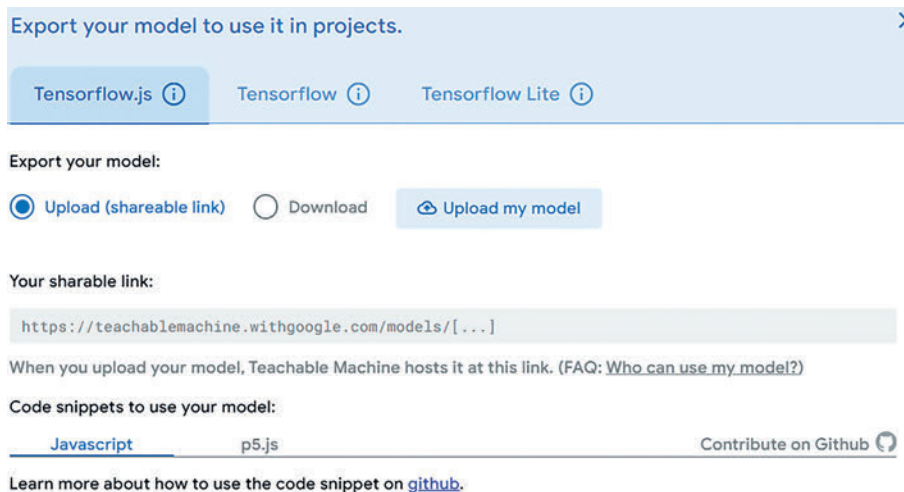 Export your model to use it in projects.
Tensorflow.js Tensorflow Tensorflow Lite
Export your model:
Upload (shareable link) Download Upload my model
Your sharable link:
https://teachablemachine.withgoogle.com/models/[...]
When you upload your model, Teachable Machine hosts it at this link. (FAQ: Who can use my model?)
Code snippets to use your model:
Javascript p5.js Contribute on Github
Learn more about how to use the code snippet on github.